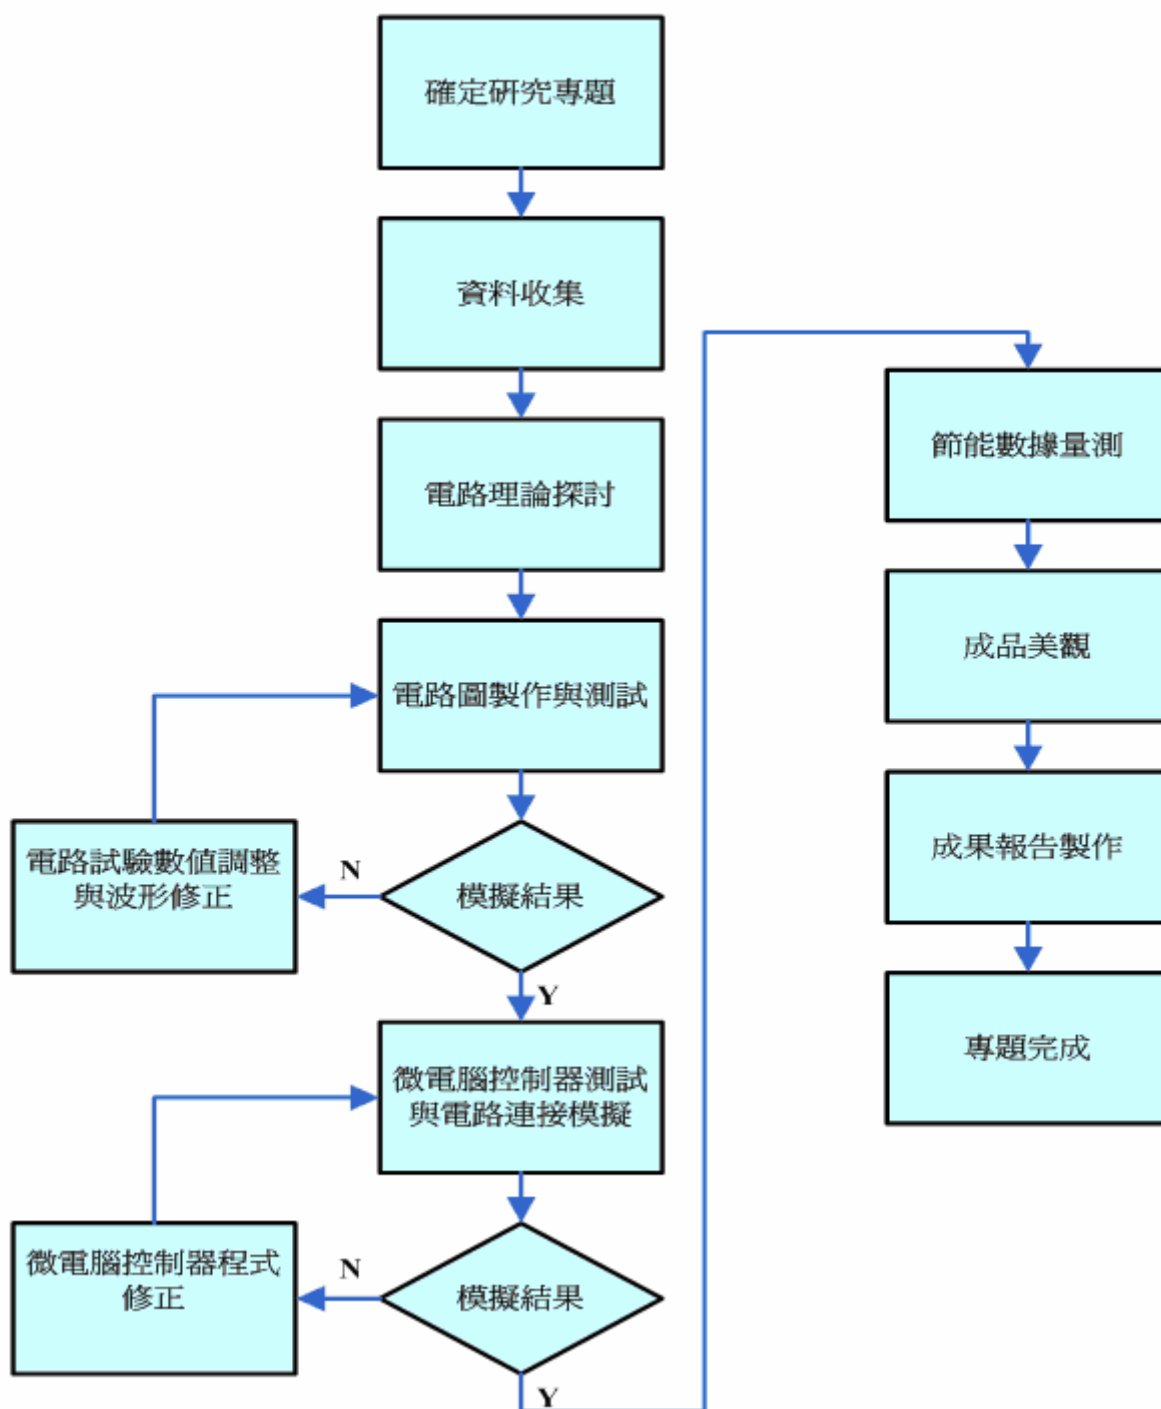 確定研究專題
資料收集
電路理論探討
電路圖製作與測試
電路試驗數值調整
與波形修正
N
模擬結果
Y
微電腦控制器測試
與電路連接模擬
微電腦控制器程式
修正
N
模擬結果
Y
節能數據量測
成品美觀
成果報告製作
專題完成